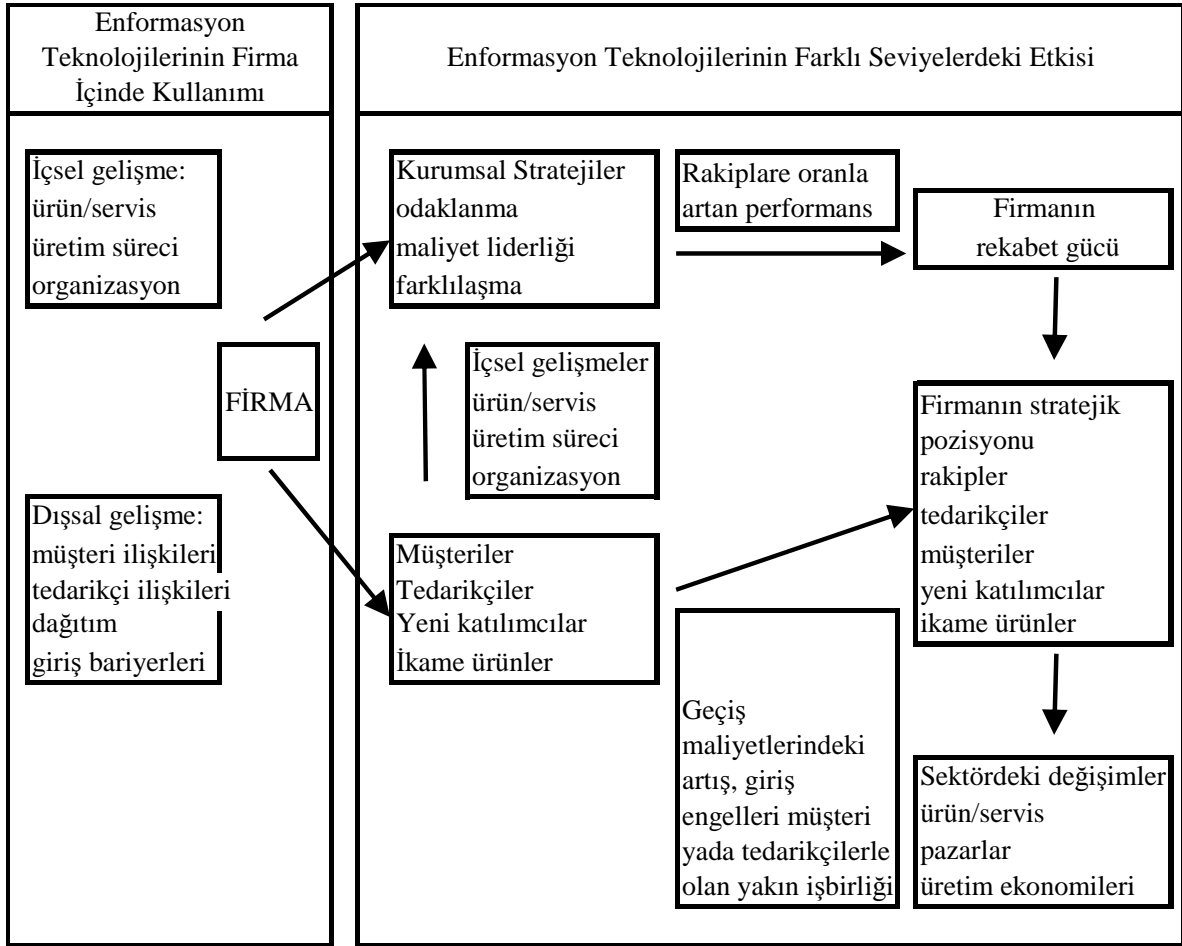 Enformasyon
Teknolojilerinin Firma
İçinde Kullanımı
Enformasyon Teknolojilerinin Farklı Seviyelerdeki Etkisi
İçsel gelişme:
ürün/servis
üretim süreci
organizasyon
FİRMA
Dışsal gelişme:
müşteri ilişkileri
tedarikçi ilişkileri
dağıtım
giriş bariyerleri
Kurumsal Stratejiler
odaklanma
maliyet liderliği
farklılaşma
Rakiplare oranla
artan performans
Firmanın
rekabet gücü
İçsel gelişmeler
ürün/servis
üretim süreci
organizasyon
Müşteriler
Tedarikçiler
Yeni katılımcılar
İkame ürünler
Firmanın stratejik
pozisyonu
rakipler
tedarikçiler
müşteriler
yeni katılımcılar
ikame ürünler
Geçiş
maliyetlerindeki
artış, giriş
engelleri müşteri
yada tedarikçilerle
olan yakın işbirliği
Sektördeki değişimler
ürün/servis
pazarlar
üretim ekonomileri